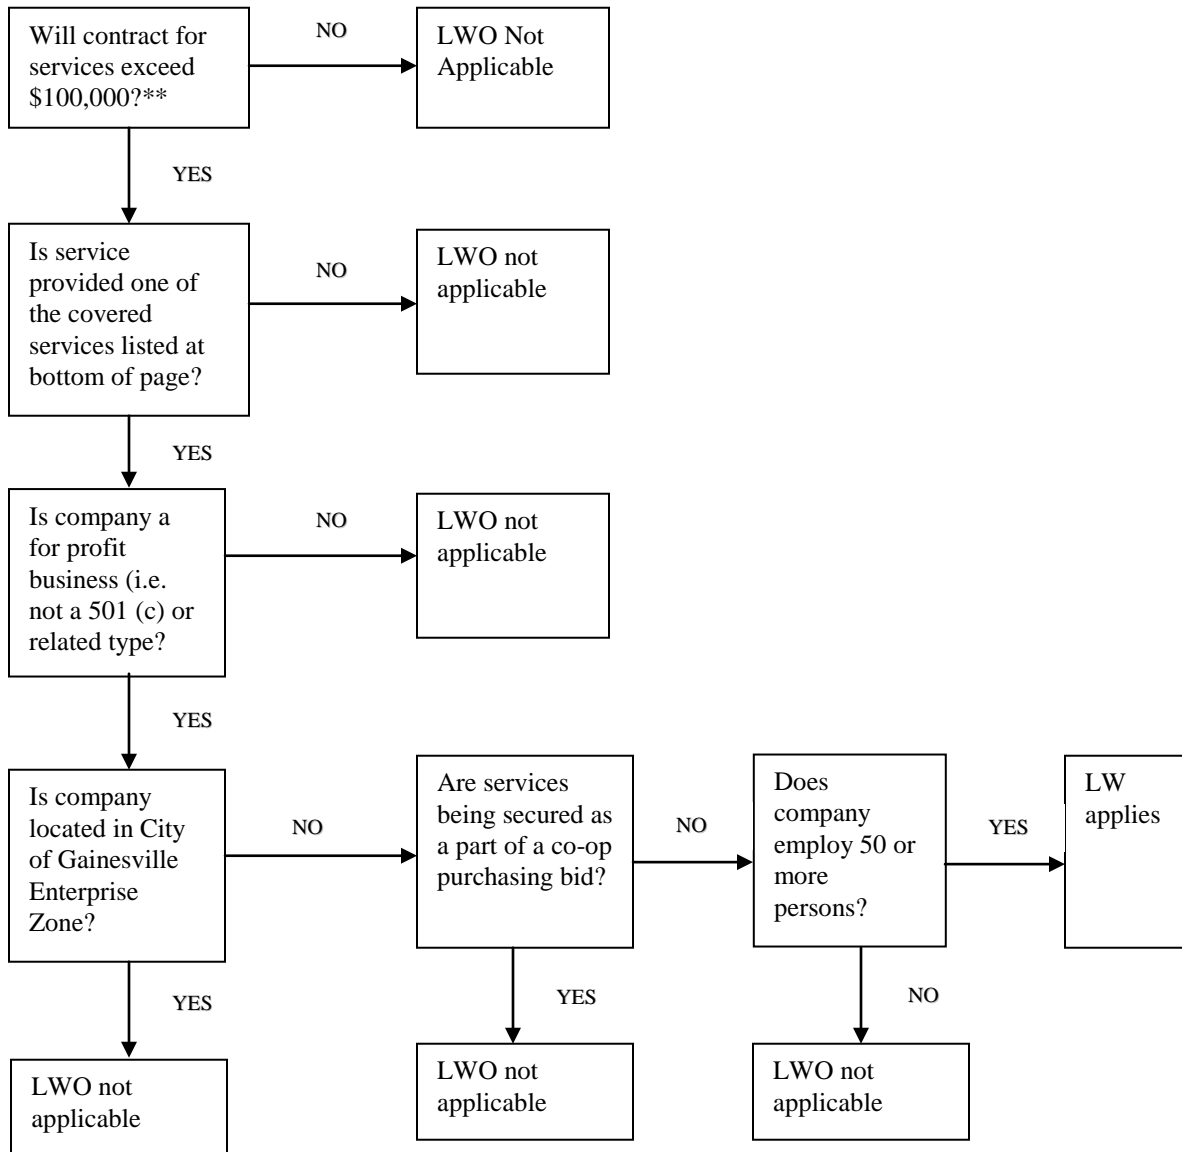 Will contract for
services exceed
$100,000?**
NO
LWO Not
Applicable
YES
Is service
provided one of
the covered
services listed at
bottom of page?
NO
LWO not
applicable
YES
Is company a
for profit
business (i.e.
not a 501 (c) or
related type?
NO
LWO not
applicable
YES
Is company
located in City
of Gainesville
Enterprise
Zone?
NO
Are services
being secured as
a part of a co-op
purchasing bid?
NO
Does
company
employ 50 or
more
persons?
YES
LW
applies
YES
YES
NO
LWO not
applicable
LWO not
applicable
LWO not
applicable